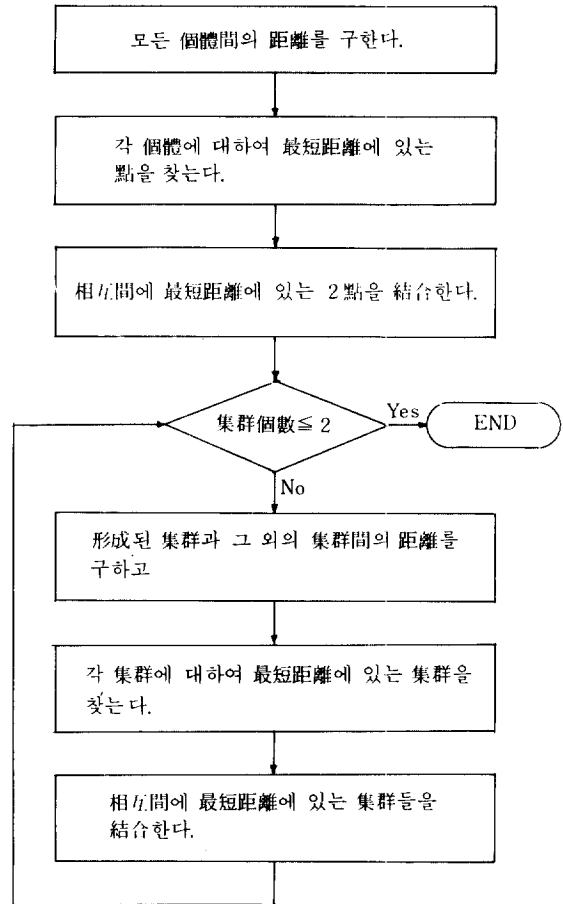 모든 個體間의 距離를 구한다.
각 個體에 대하여 最短距離에 있는
點을 찾는다.
相互間에 最短距離에 있는 2點을 結合한다.
集群個數≦2
Yes
END
No
形成된 集群과 그 외의 集群間의 距離를
구하고
각 集群에 대하여 最短距離에 있는 集群을
찾는다.
相互間에 最短距離에 있는 集群들을
結合한다.